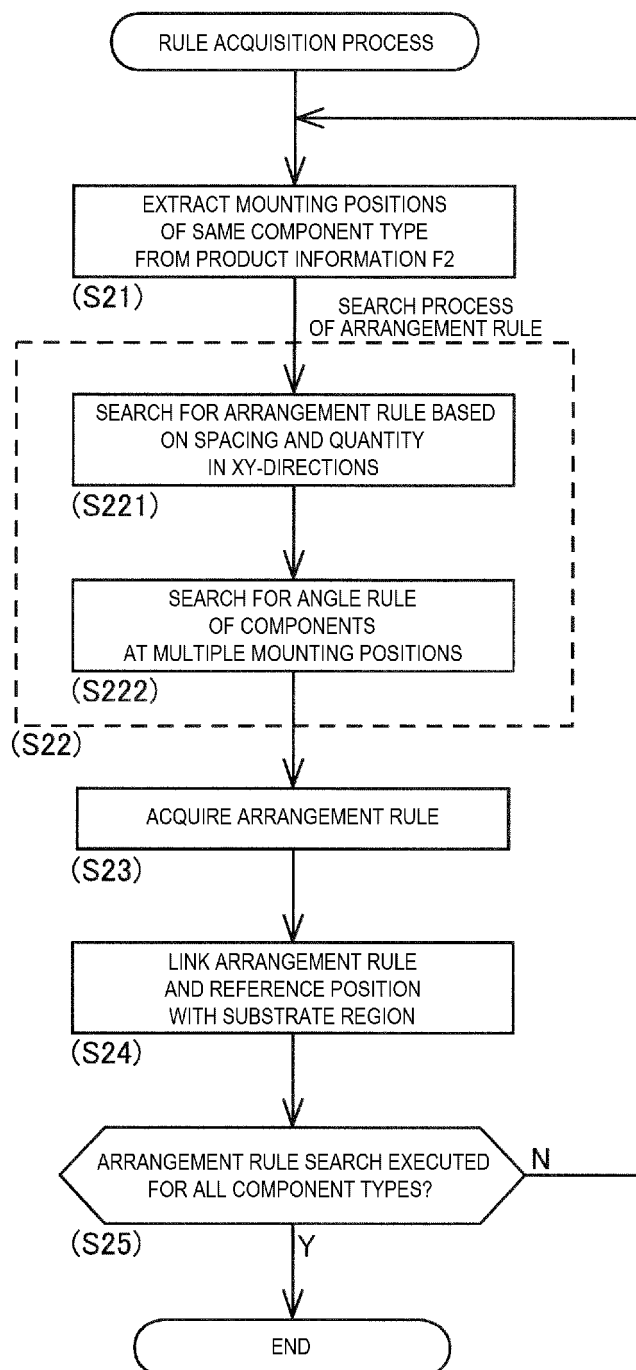 RULE ACQUISITION PROCESS
EXTRACT MOUNTING POSITIONS
OF SAME COMPONENT TYPE
FROM PRODUCT INFORMATION F2
(S21)
SEARCH PROCESS
OF ARRANGEMENT RULE
SEARCH FOR ARRANGEMENT RULE BASED
ON SPACING AND QUANTITY
IN XY-DIRECTIONS
(S221)
SEARCH FOR ANGLE RULE
OF COMPONENTS
AT MULTIPLE MOUNTING POSITIONS
(S222)
(S22)
ACQUIRE ARRANGEMENT RULE
(S23)
LINK ARRANGEMENT RULE
AND REFERENCE POSITION
WITH SUBSTRATE REGION
(S24)
ARRANGEMENT RULE SEARCH EXECUTED
FOR ALL COMPONENT TYPES?
N
(S25)
Y
END